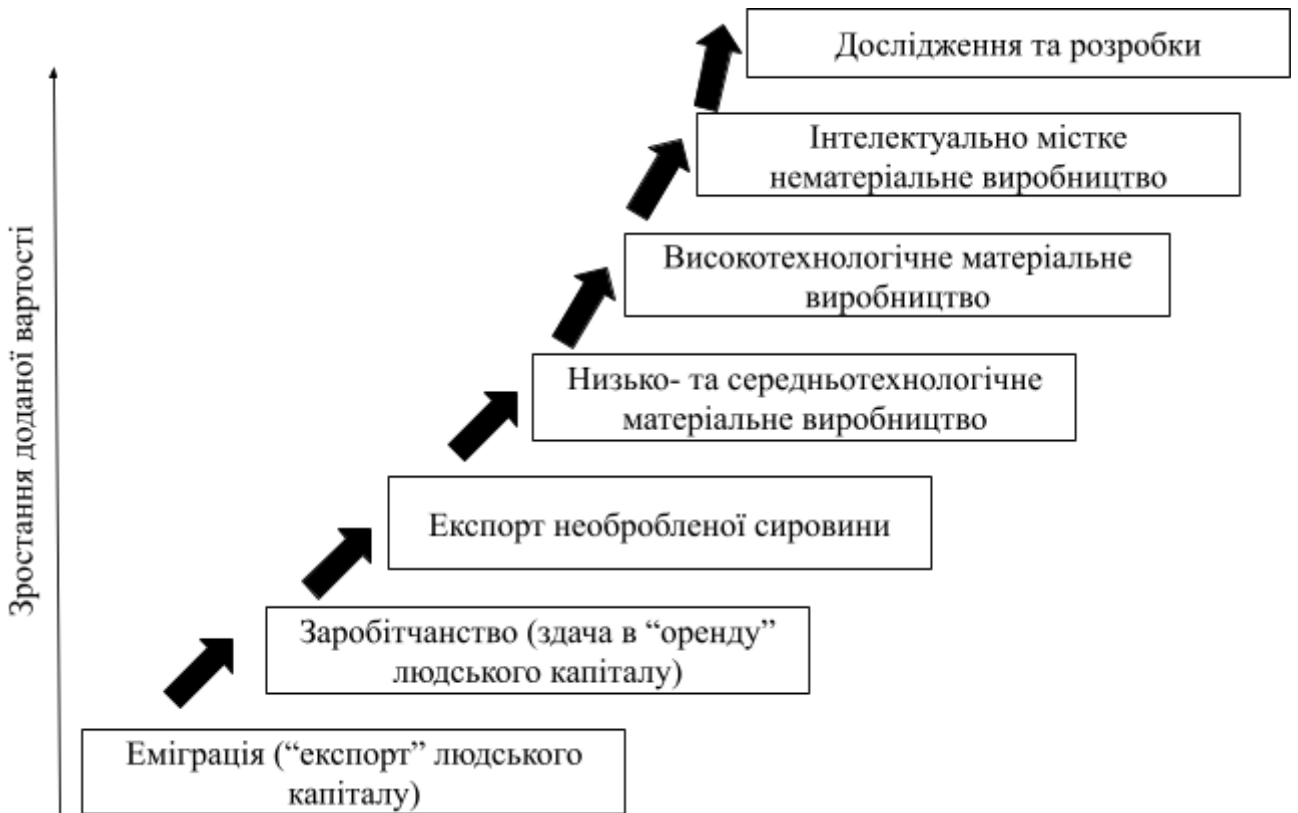 Дослідження та розробки
Інтелектуально містке
нематеріальне виробництво
Високотехнологічне матеріальне
виробництво
Низько- та середньотехнологічне
матеріальне виробництво
Експорт необробленої сировини
Заробітчанство (здача в “оренду”
людського капіталу)
Еміграція (“експорт” людського
капіталу)
Зростання доданої вартості